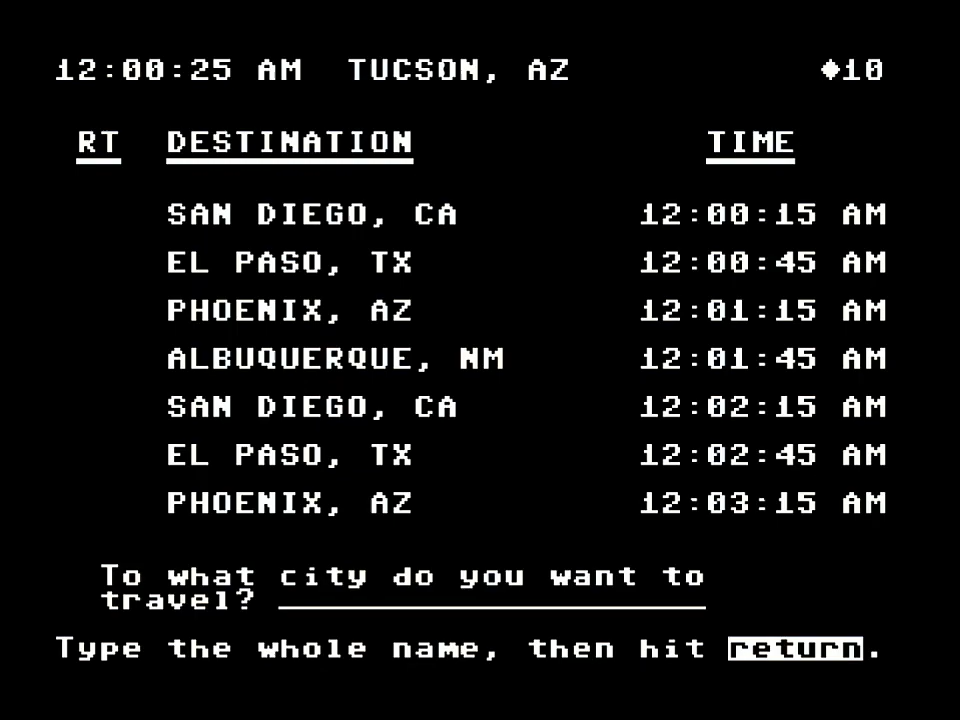 12:00:25 AM  TUCSON, AZ  ♦10
RT  DESTINATION  TIME
SAN DIEGO, CA  12:00:15 AM
EL PASO, TX  12:00:45 AM
PHOENIX, AZ  12:01:15 AM
ALBUQUERQUE, NM  12:01:45 AM
SAN DIEGO, CA  12:02:15 AM
EL PASO, TX  12:02:45 AM
PHOENIX, AZ  12:03:15 AM
To what city do you want to
travel?
Type the whole name, then hit return.